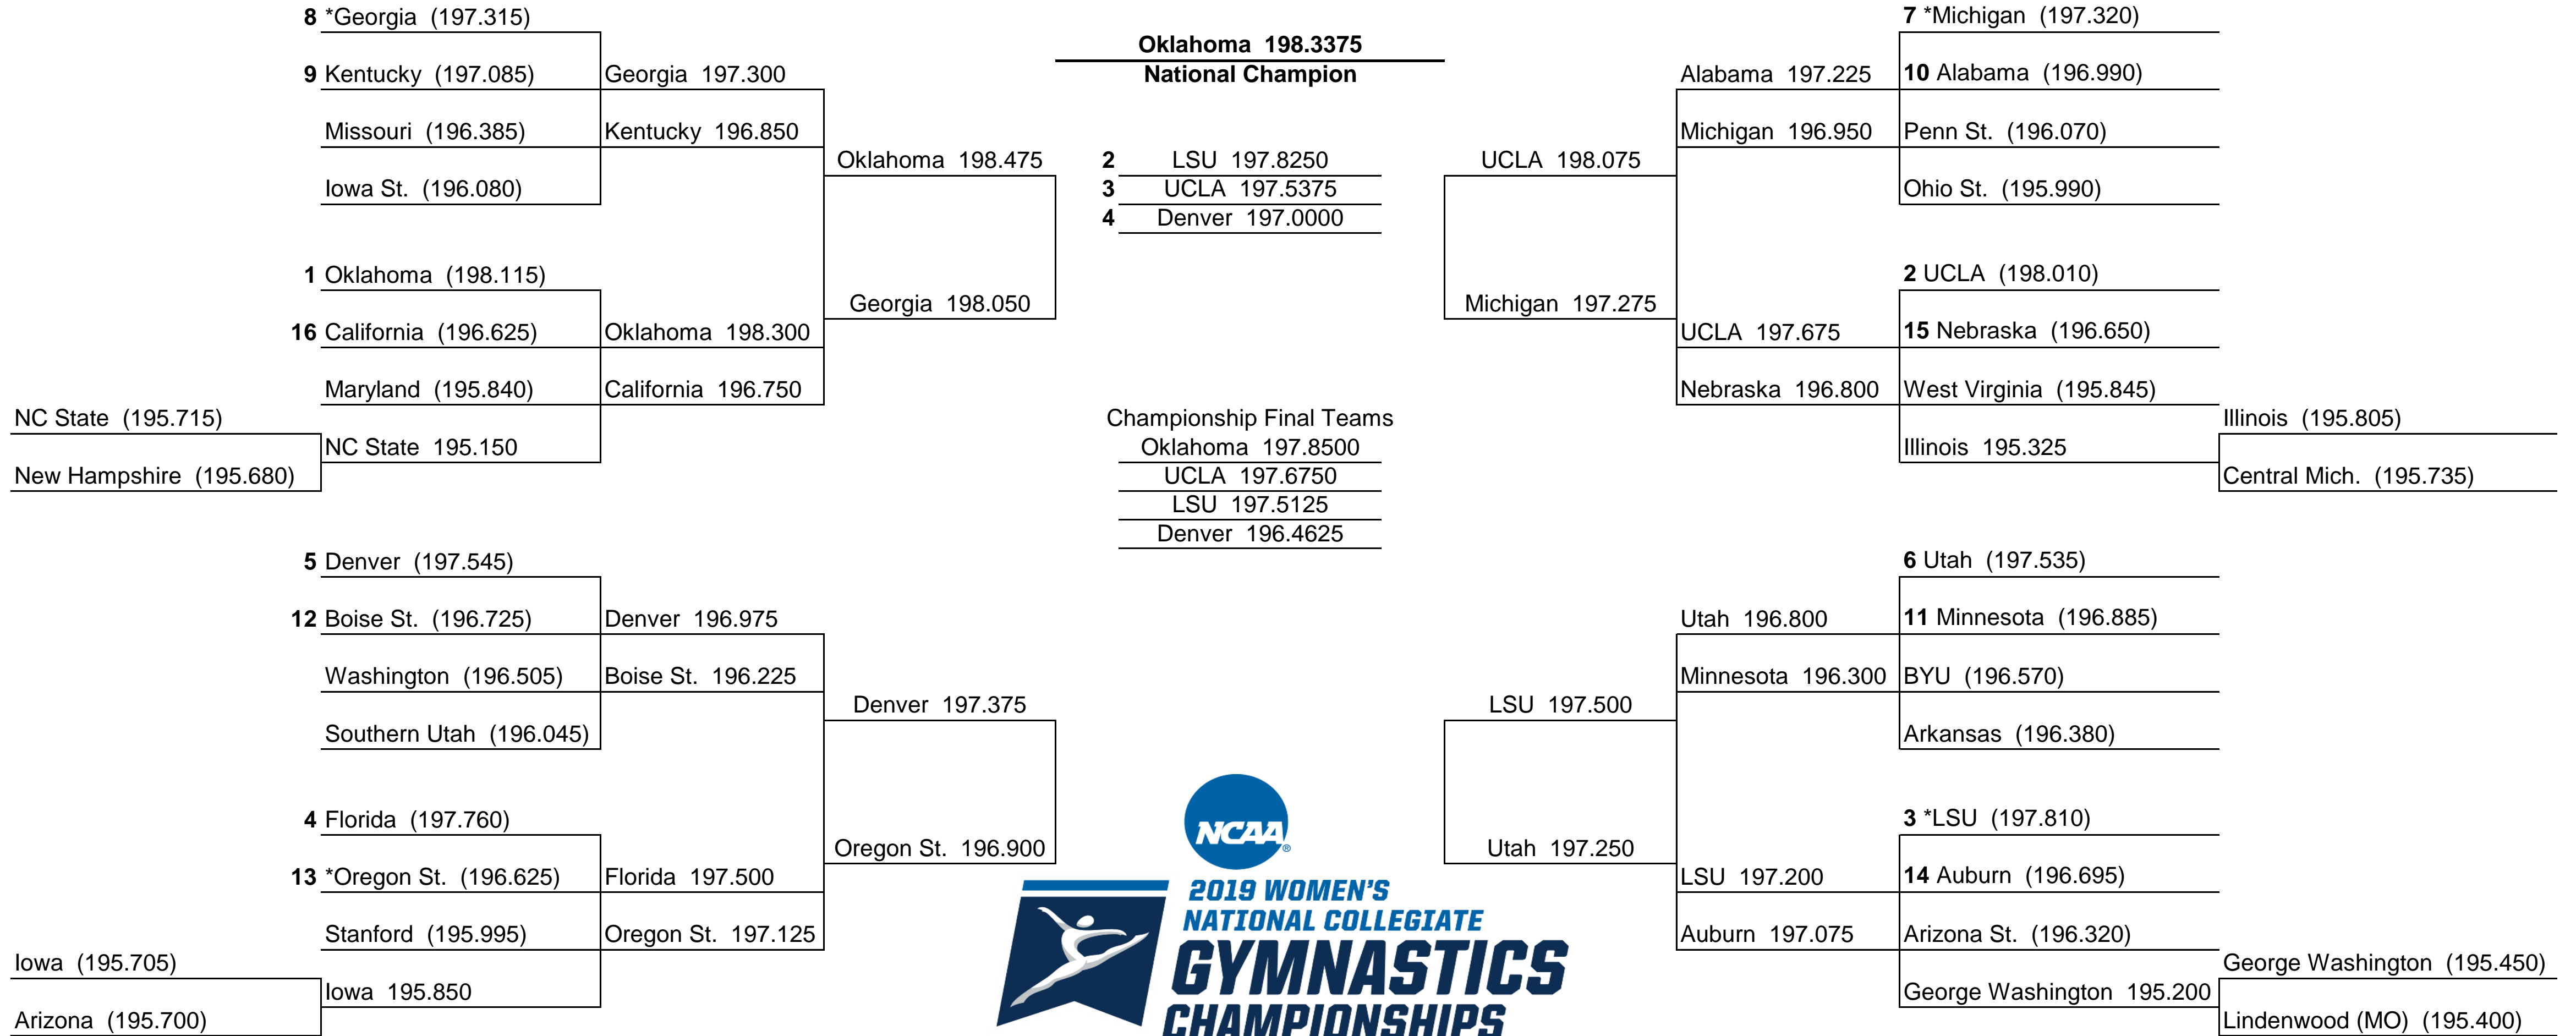 8 *Georgia (197.315)
9 Kentucky (197.085)
Missouri (196.385)
Iowa St. (196.080)
Georgia 197.300
Kentucky 196.850
1 Oklahoma (198.115)
16 California (196.625)
Maryland (195.840)
NC State 195.150
NC State (195.715)
New Hampshire (195.680)
Oklahoma 198.300
California 196.750
Oklahoma 198.475
Georgia 198.050
5 Denver (197.545)
12 Boise St. (196.725)
Washington (196.505)
Southern Utah (196.045)
Denver 196.975
Boise St. 196.225
4 Florida (197.760)
13 *Oregon St. (196.625)
Stanford (195.995)
Iowa 195.850
Iowa (195.705)
Arizona (195.700)
Florida 197.500
Oregon St. 197.125
Denver 197.375
Oregon St. 196.900
Oklahoma 198.3375
National Champion
2 LSU 197.8250
3 UCLA 197.5375
4 Denver 197.0000
Championship Final Teams
Oklahoma 197.8500
UCLA 197.6750
LSU 197.5125
Denver 196.4625
NCAA®
2019 WOMEN'S
NATIONAL COLLEGIATE
GYMNASTICS
CHAMPIONSHIPS
UCLA 198.075
Michigan 197.275
Alabama 197.225
Michigan 196.950
7 *Michigan (197.320)
10 Alabama (196.990)
Penn St. (196.070)
Ohio St. (195.990)
UCLA 197.675
Nebraska 196.800
2 UCLA (198.010)
15 Nebraska (196.650)
West Virginia (195.845)
Illinois 195.325
Illinois (195.805)
Central Mich. (195.735)
LSU 197.500
Utah 197.250
Utah 196.800
Minnesota 196.300
6 Utah (197.535)
11 Minnesota (196.885)
BYU (196.570)
Arkansas (196.380)
LSU 197.200
Auburn 197.075
3 *LSU (197.810)
14 Auburn (196.695)
Arizona St. (196.320)
George Washington 195.200
George Washington (195.450)
Lindenwood (MO) (195.400)